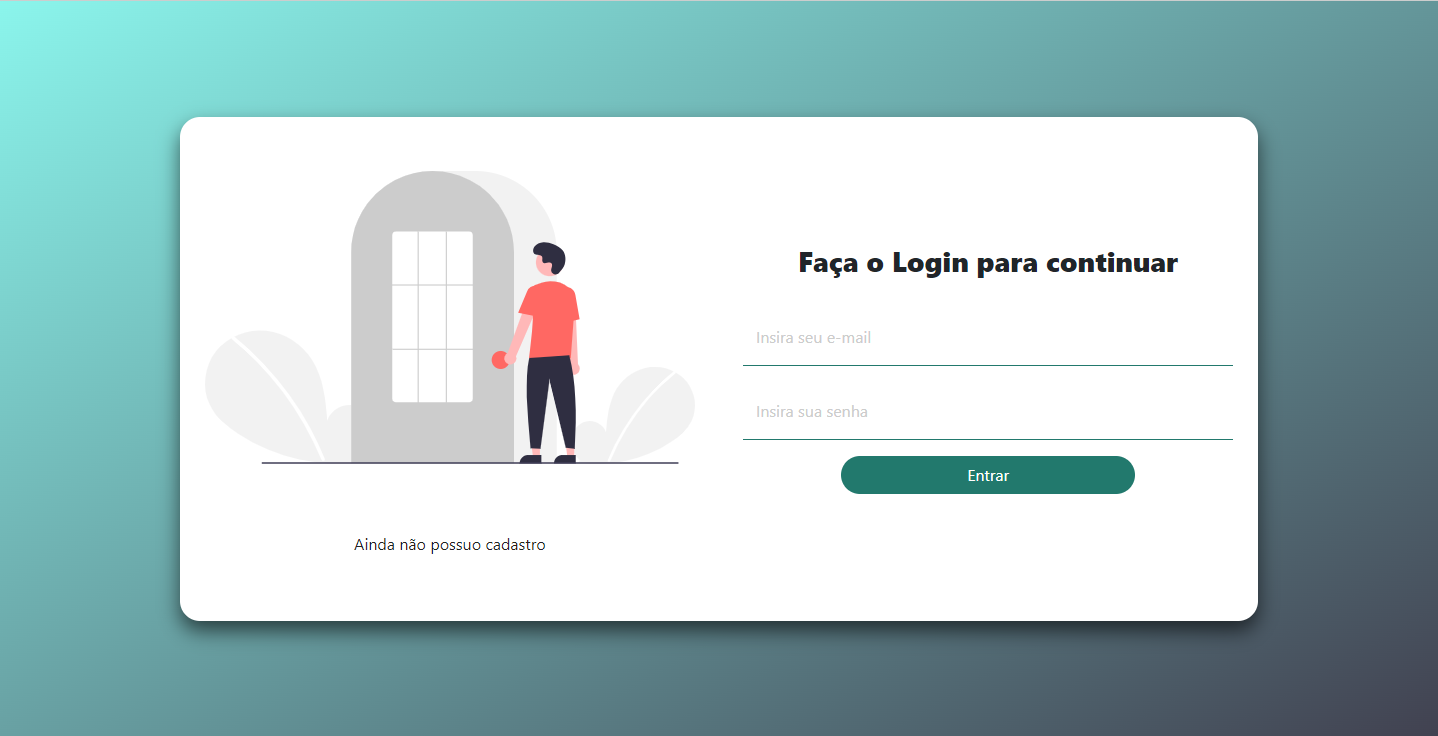 Faça o Login para continuar
Insira seu e-mail
Insira sua senha
Entrar
Ainda não possuo cadastro